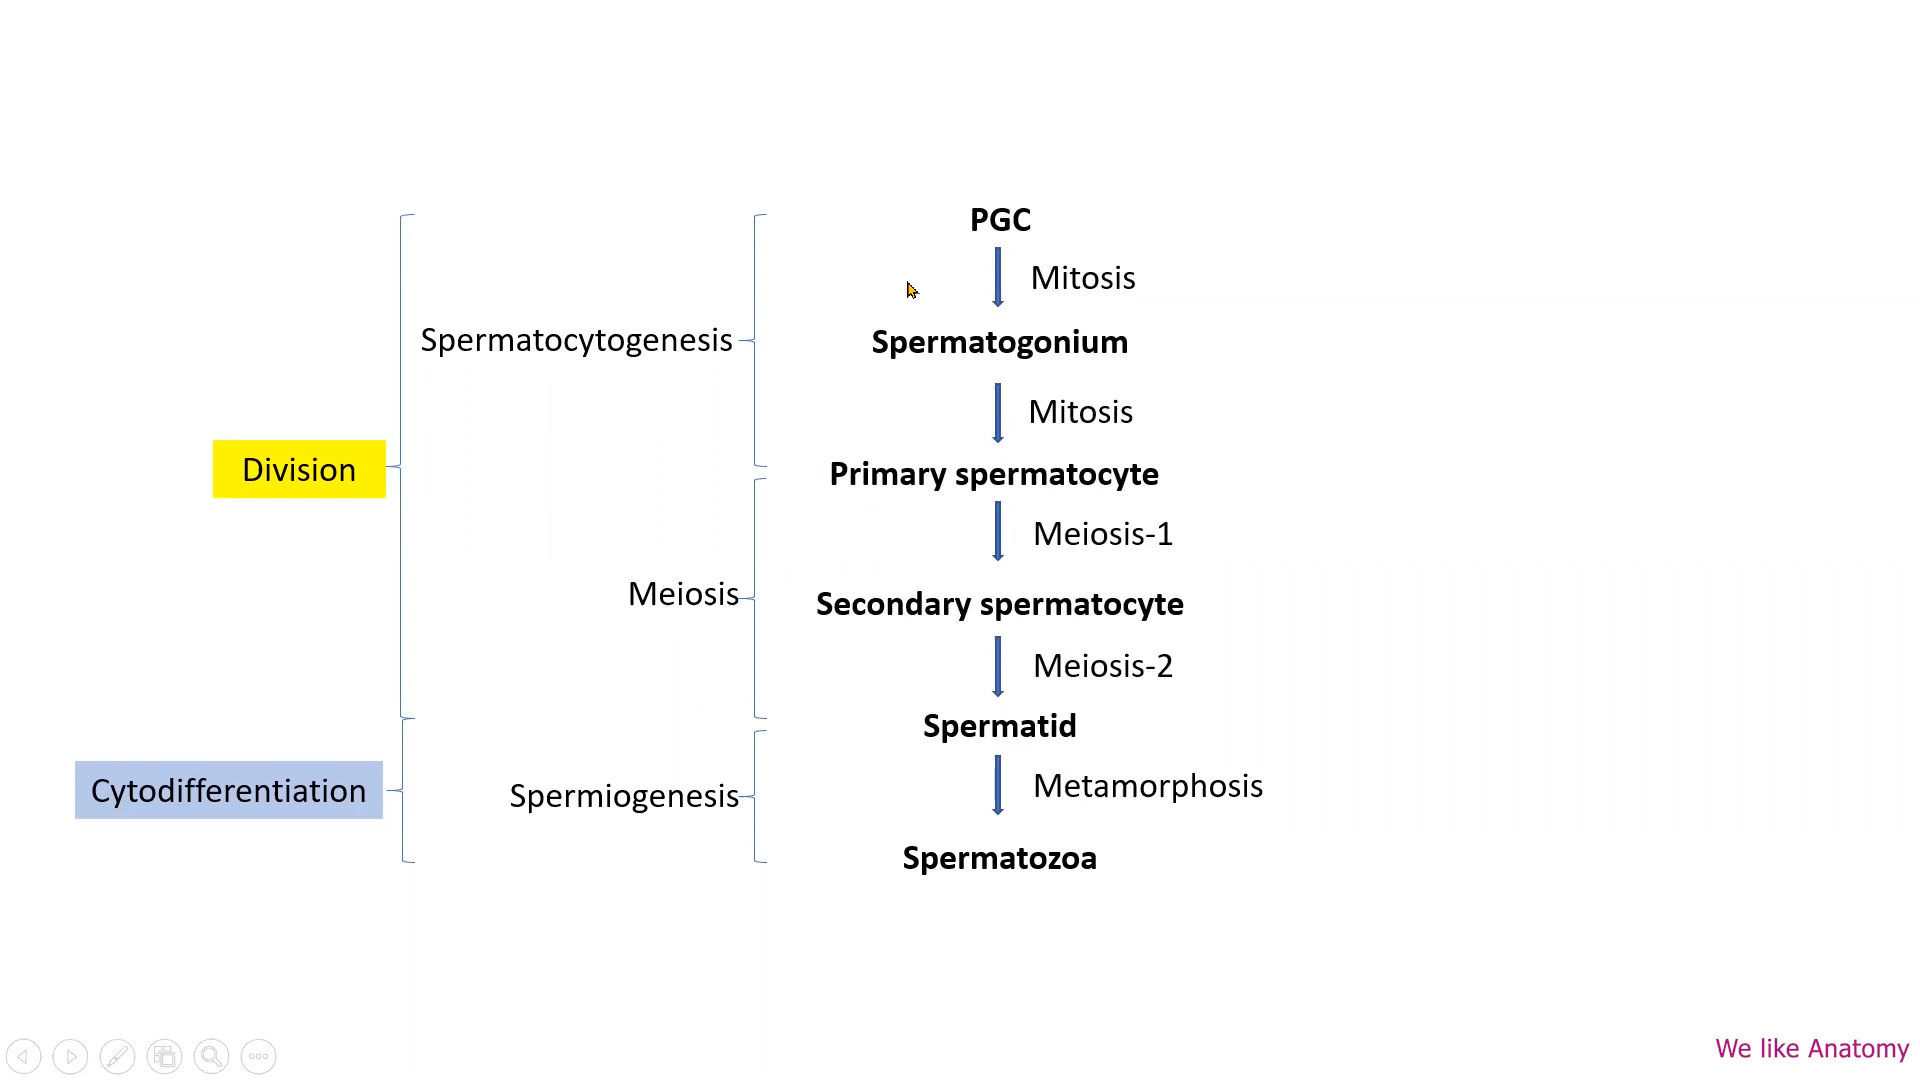 PGC
Mitosis
Spermatocytogenesis
Spermatogonium
Mitosis
Division
Primary spermatocyte
Meiosis-1
Meiosis
Secondary spermatocyte
Meiosis-2
Spermatid
Cytodifferentiation
Spermiogenesis
Metamorphosis
Spermatozoa
We like Anatomy